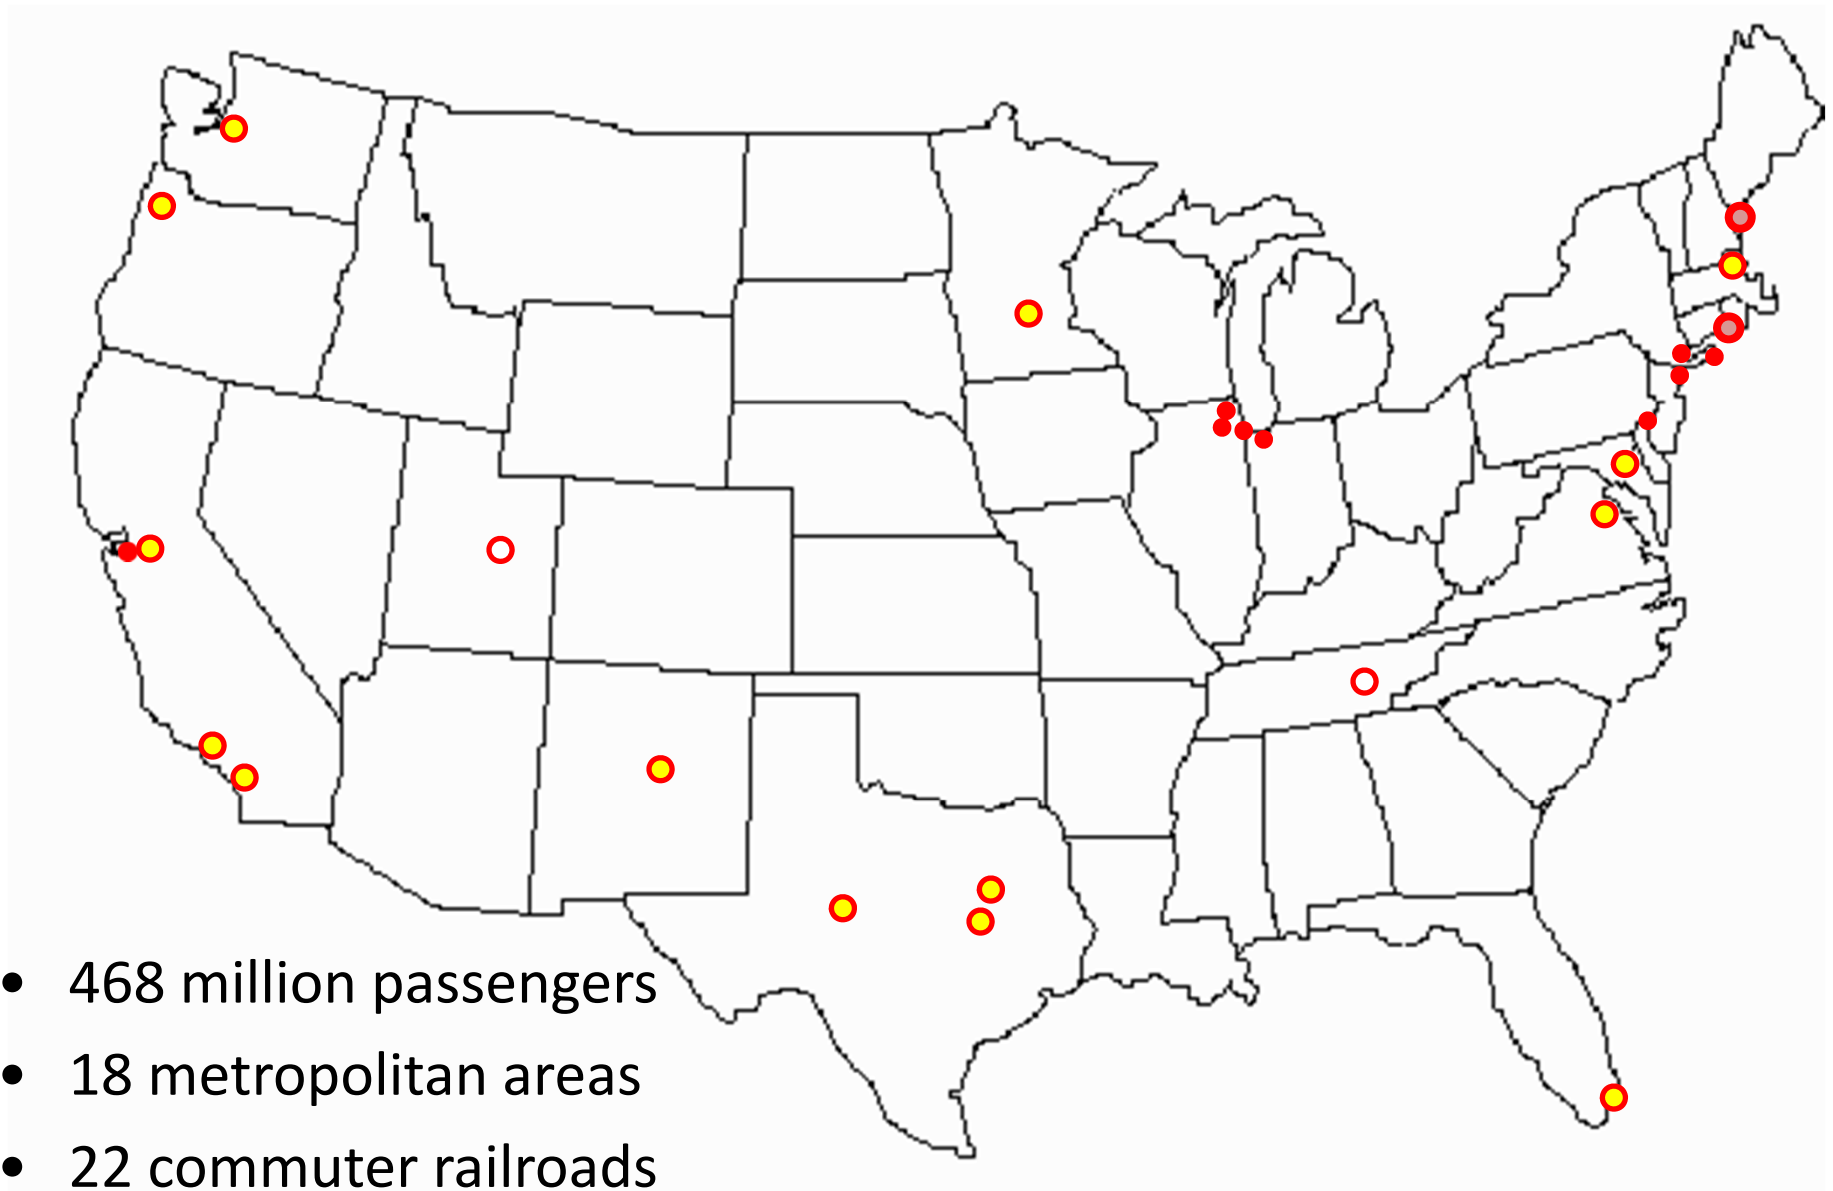 • 468 million passengers
• 18 metropolitan areas
• 22 commuter railroads